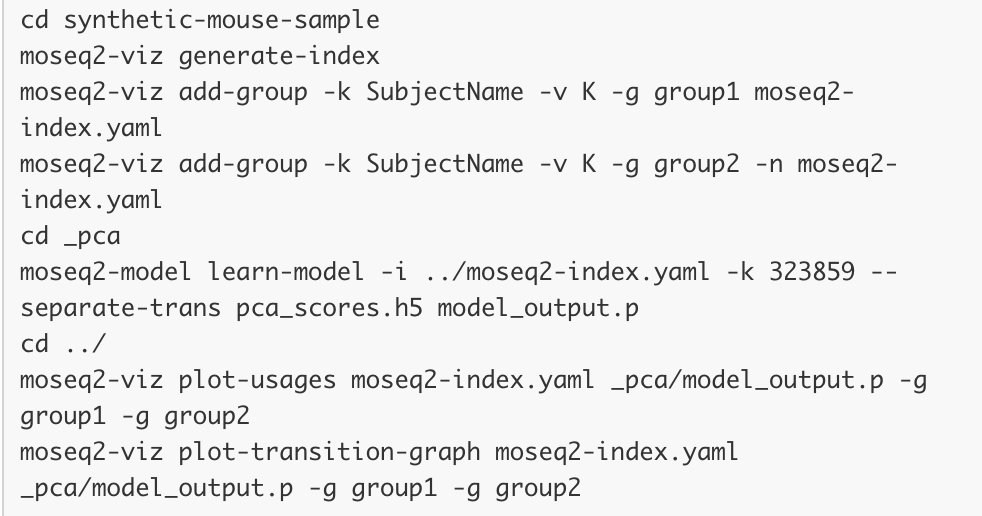 cd synthetic-mouse-sample
moseq2-viz generate-index
moseq2-viz add-group -k SubjectName -v K -g group1 moseq2-
index.yaml
moseq2-viz add-group -k SubjectName -v K -g group2 -n moseq2-
index.yaml
cd _pca
moseq2-model learn-model -i ../moseq2-index.yaml -k 323859 --
separate-trans pca_scores.h5 model_output.p
cd ../
moseq2-viz plot-usages moseq2-index.yaml _pca/model_output.p -g
group1 -g group2
moseq2-viz plot-transition-graph moseq2-index.yaml
_pca/model_output.p -g group1 -g group2